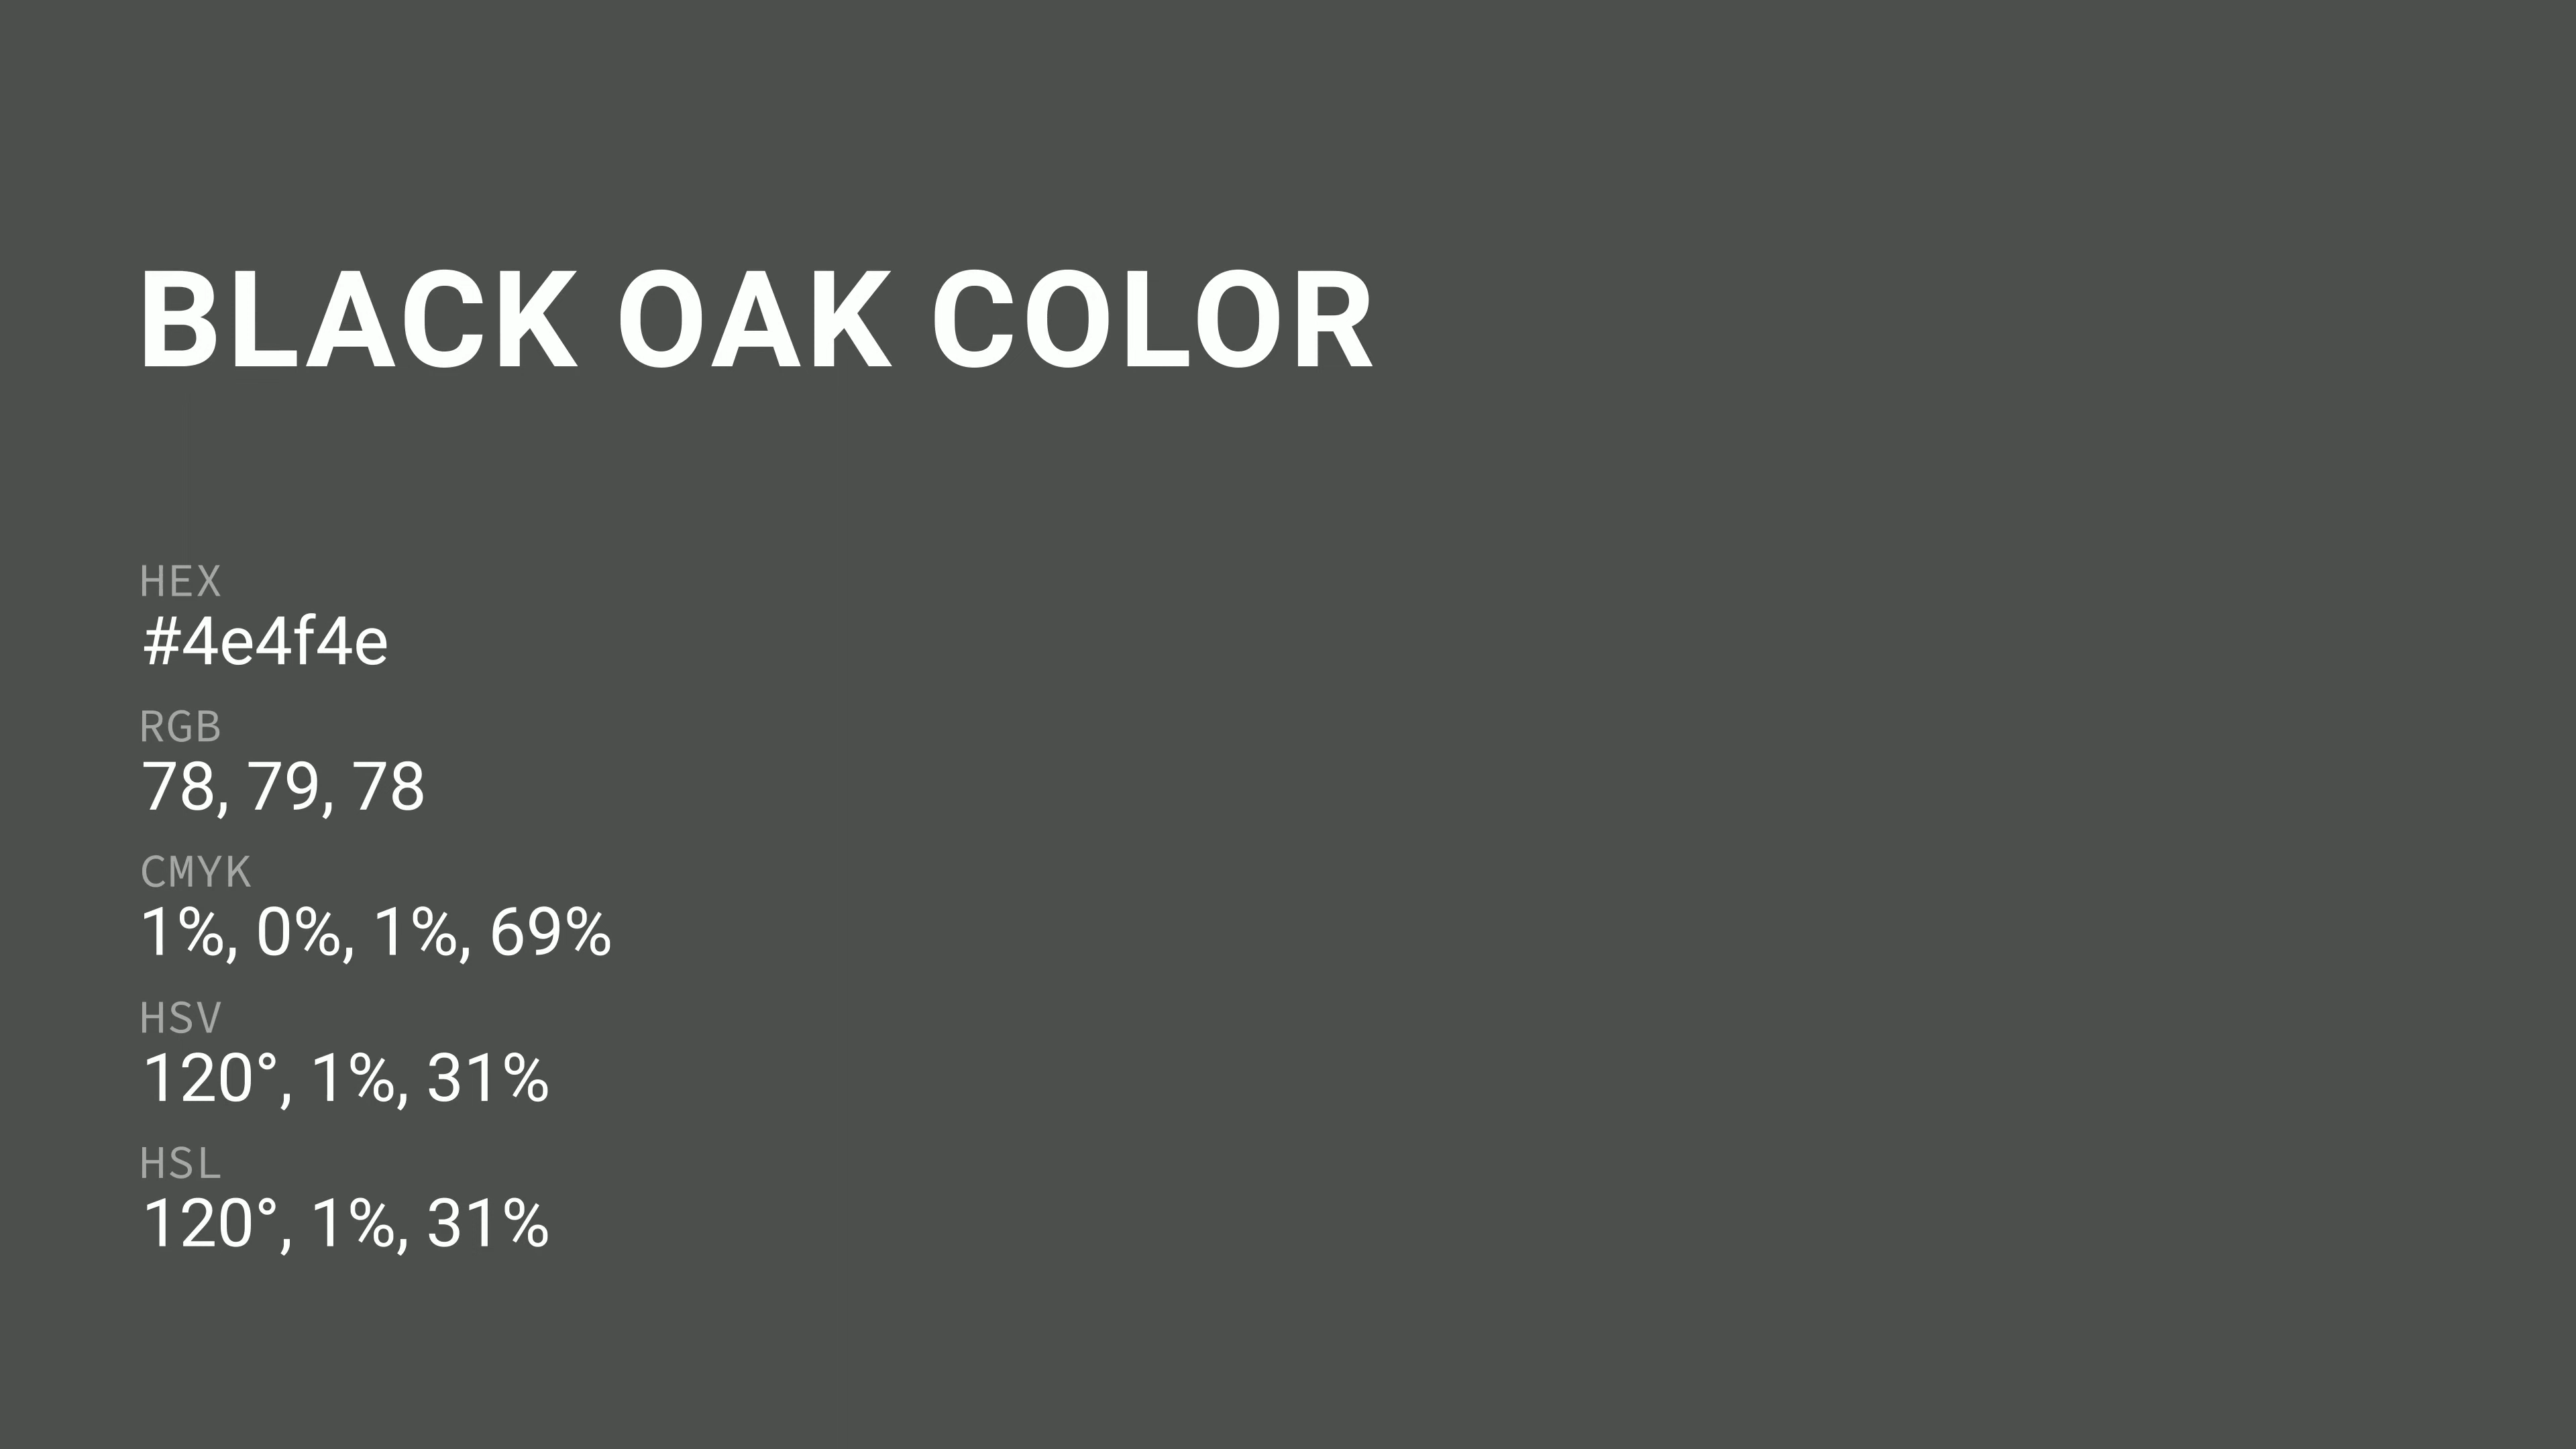 BLACK OAK COLOR
HEX
#4e4f4e
RGB
78, 79, 78
CMYK
1%, 0%, 1%, 69%
HSV
120°, 1%, 31%
HSL
120°, 1%, 31%